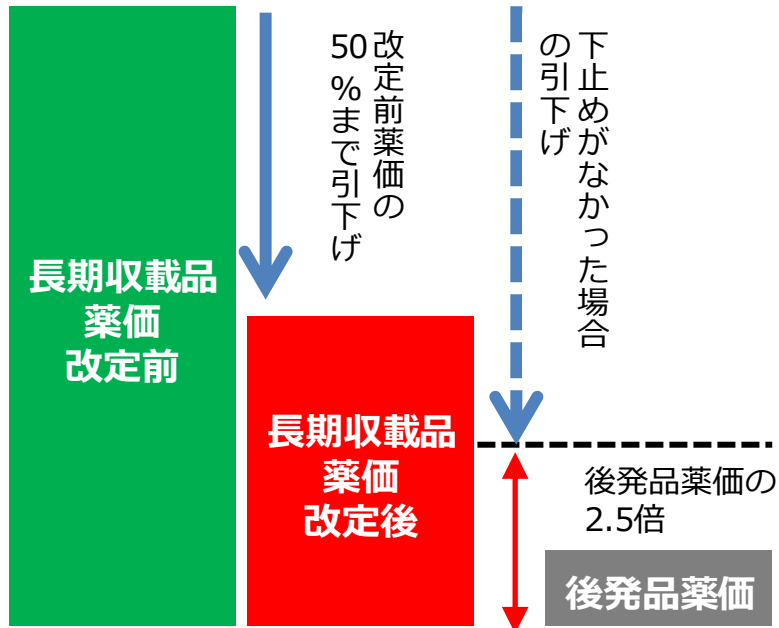 改定前薬価の
50%まで引下げ
下止めがなかった場合
の引下げ
長期収載品
薬価
改定前
長期収載品
薬価
改定後
後発品薬価の
2.5倍
後発品薬価